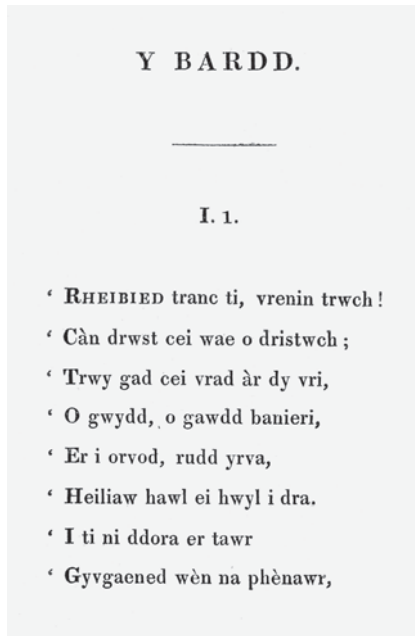 Y BARDD.
I. 1.
‘ RHEIBIED tranc ti, vrenin trwch !
‘ Càn drwst cei wae o dristwch ;
‘ Trwy gad cei vrad àr dy vri,
‘ O gwydd, o gawdd banieri,
‘ Er i orvod, rudd yrva,
‘ Heiliaw hawl ei hwyl i dra.
‘ I ti ni ddora er tawr
‘ Gyvgaened wèn na phènawr,